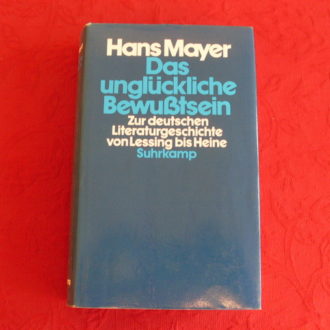 Hans Mayer
Das
unglückliche
Bewußtsein
Zur deutschen
Literaturgeschichte
von Lessing bis Heine
Suhrkamp